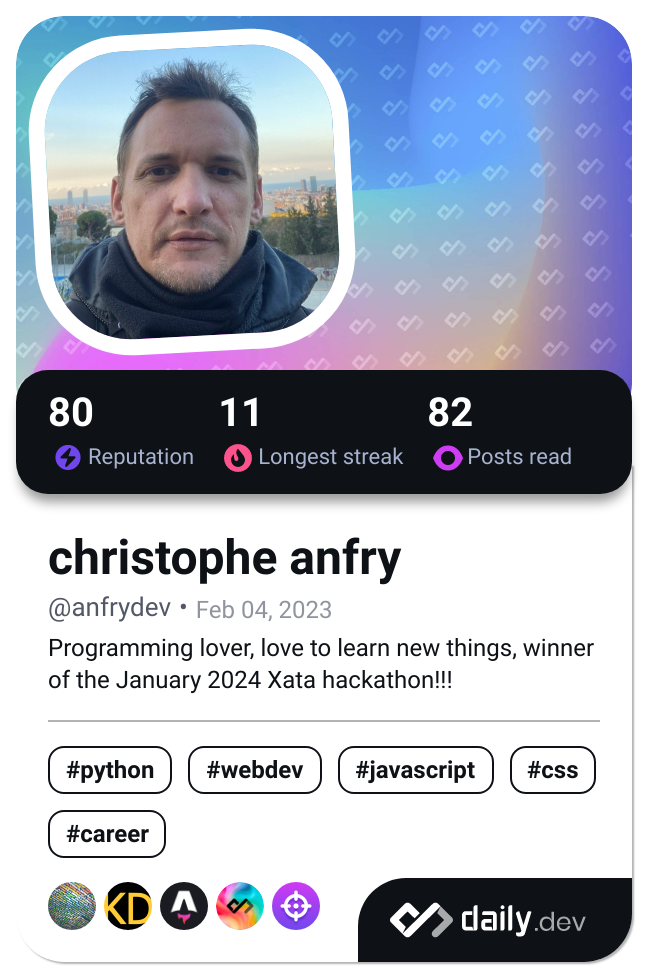 80 11 82
Reputation Longest streak Posts read
christophe anfry
@anfrydev • Feb 04, 2023
Programming lover, love to learn new things, winner
of the January 2024 Xata hackathon!!!
#python #webdev #javascript #css
#career
KD
daily.dev